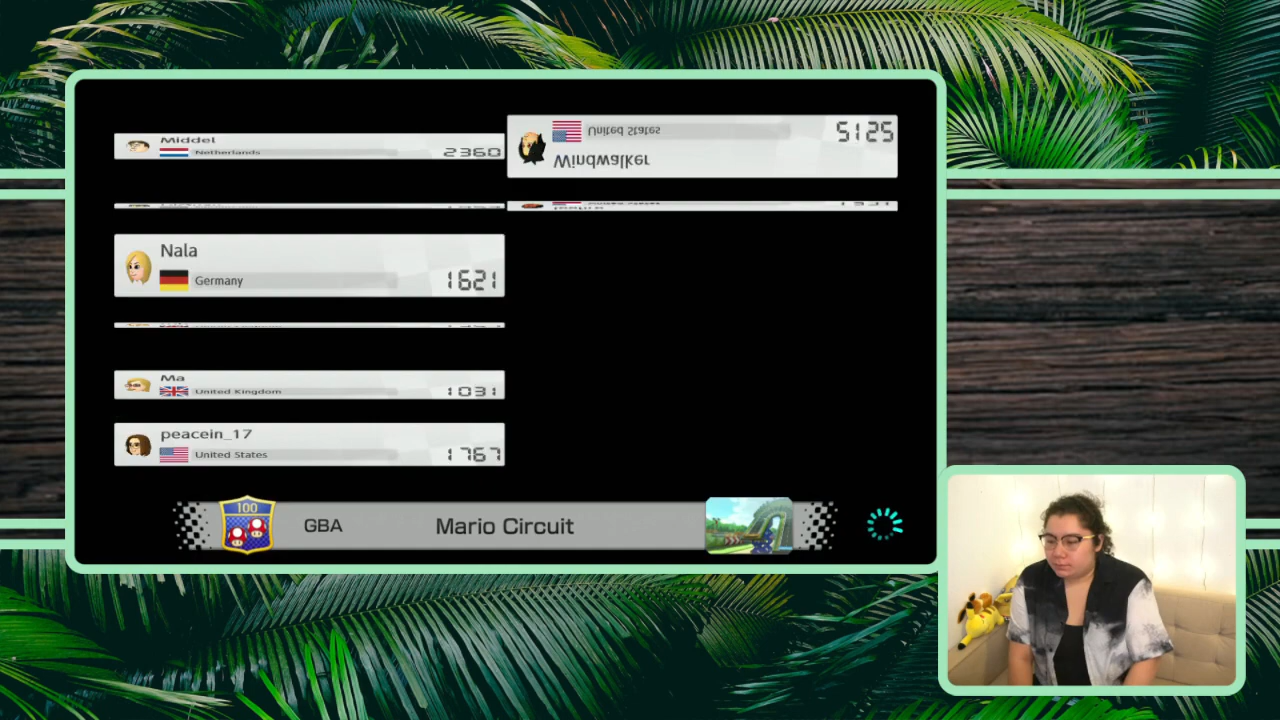 Middel
Netherlands
2360
Nala
Germany
1621
Ma
United Kingdom
1031
peacein_17
United States
1767
United States
Windwalker
100
GBA
Mario Circuit